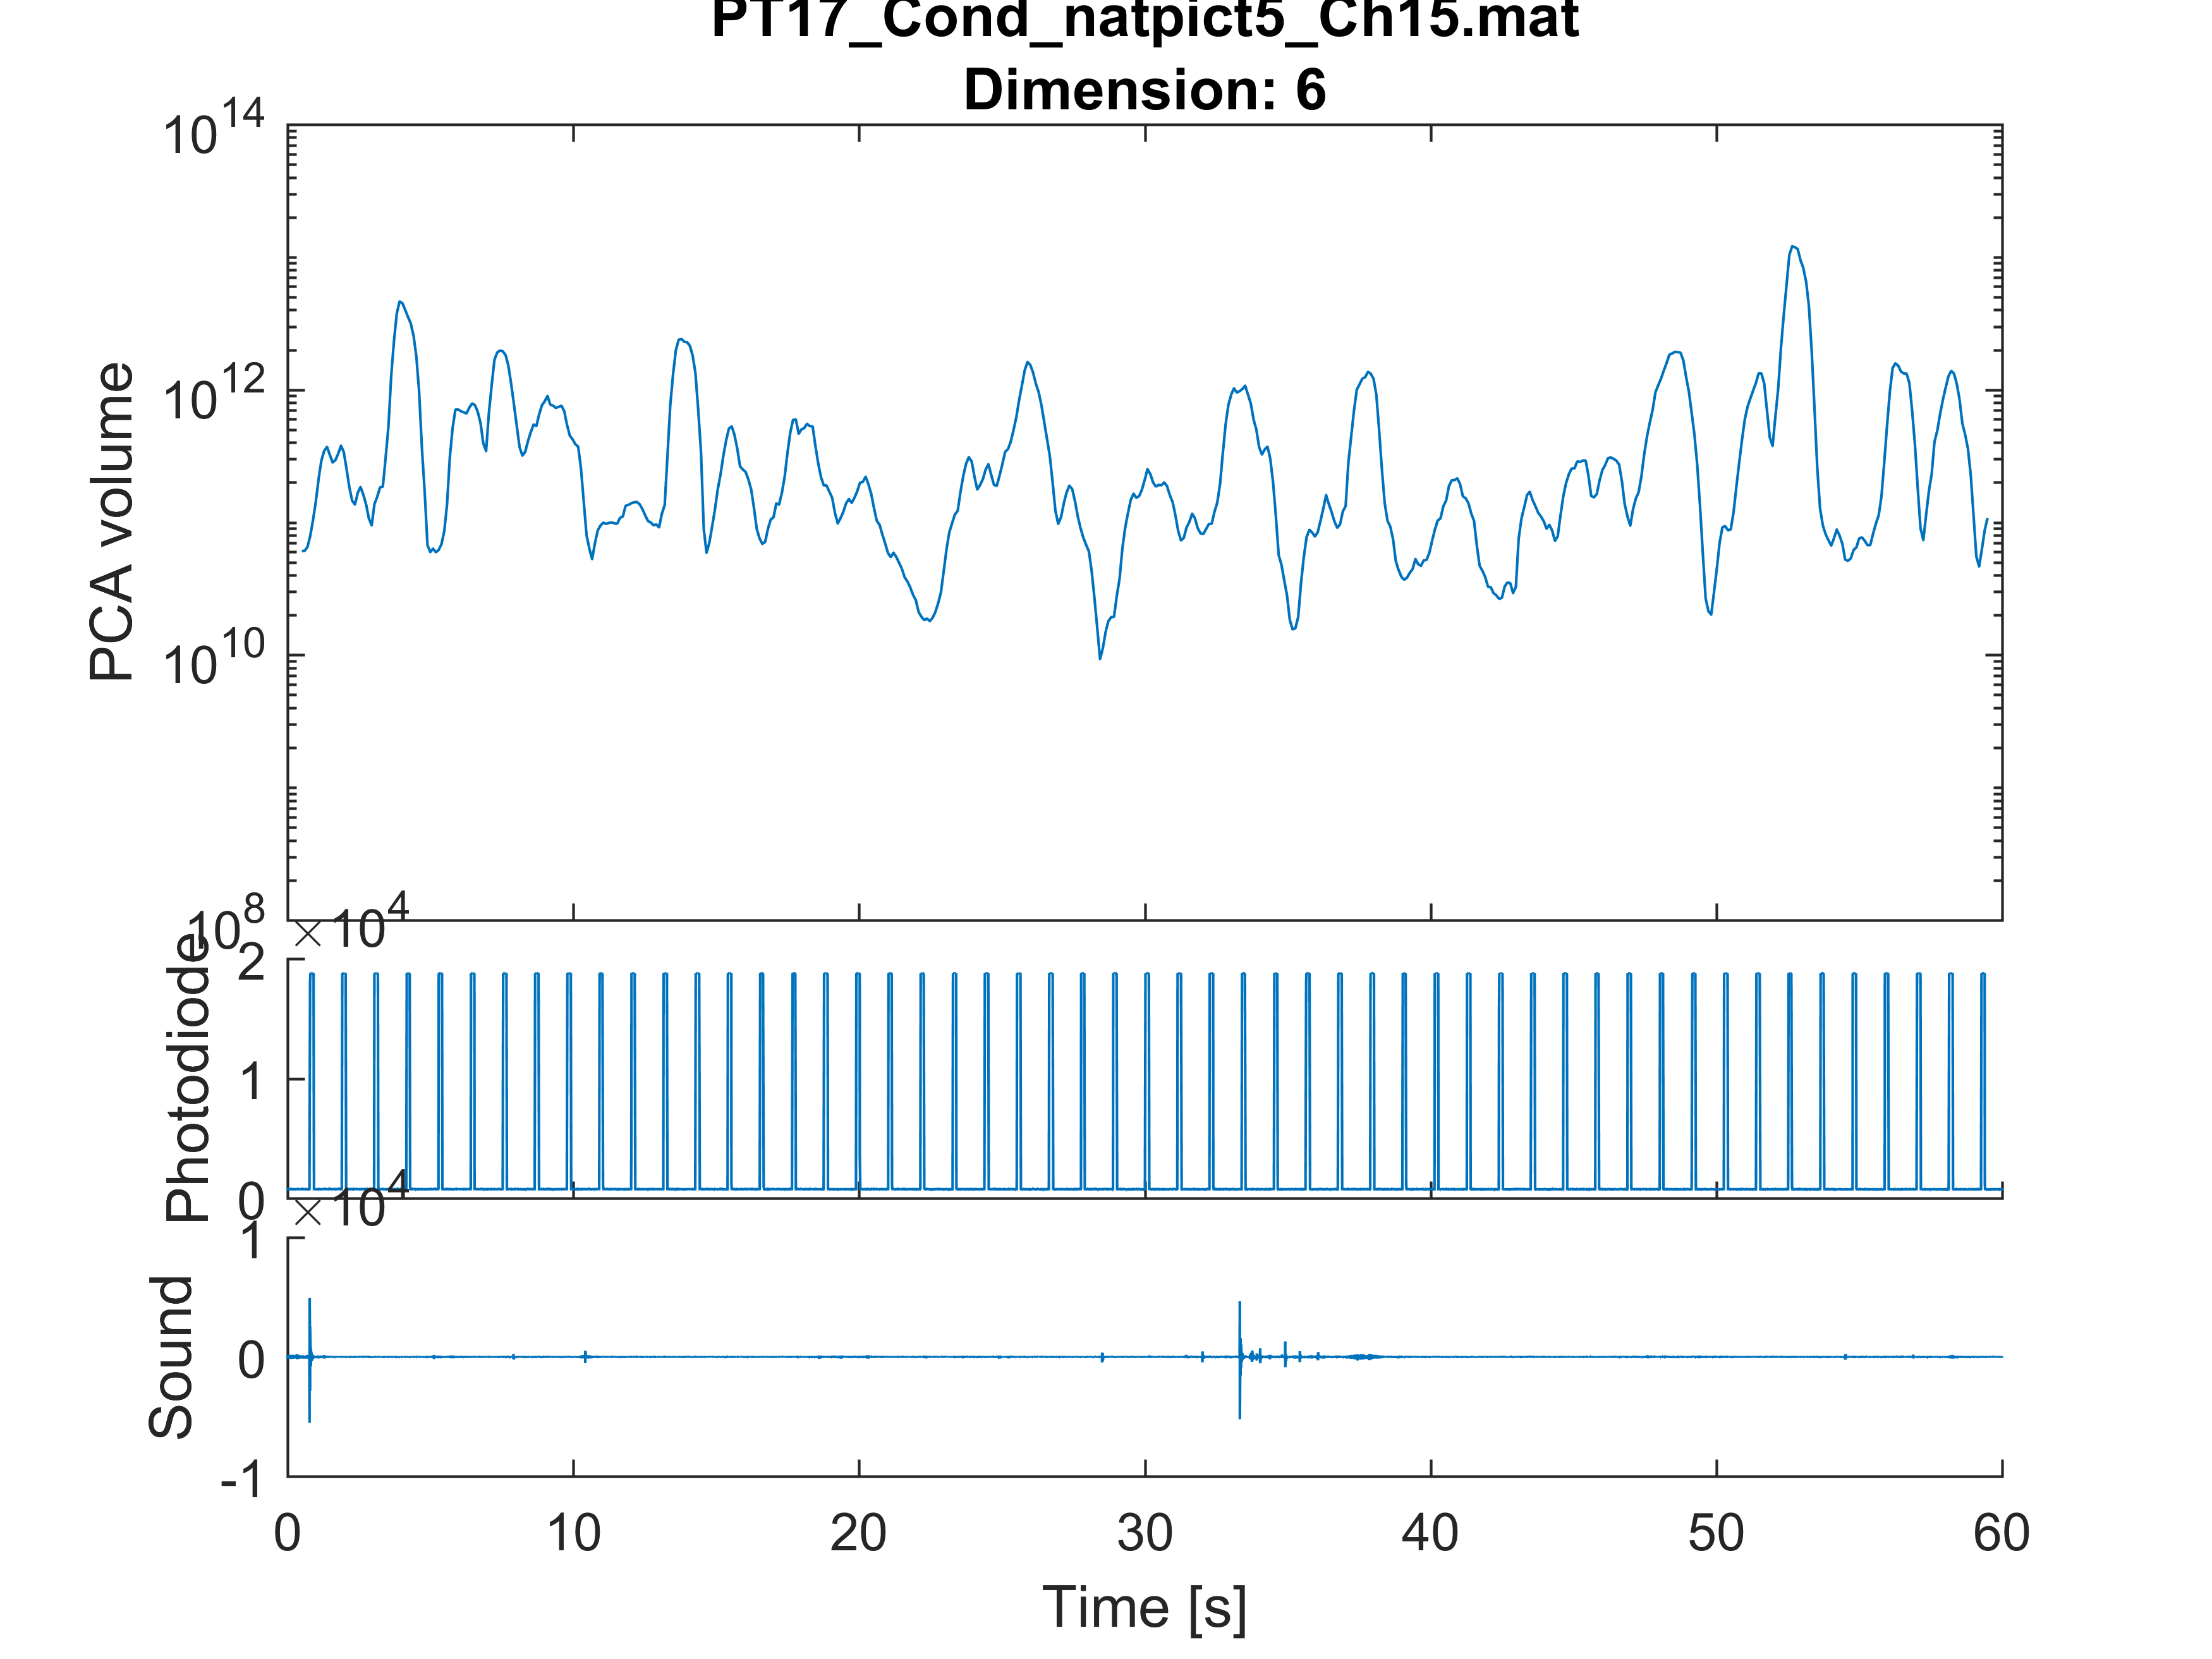 PT17_Cond_natpict5_Ch15.mat
Dimension: 6
10^14
10^12
10^10
10^8
PCA volume
×10^4
2
1
0
Photodiode
×10^4
1
0
-1
Sound
0 10 20 30 40 50 60
Time [s]